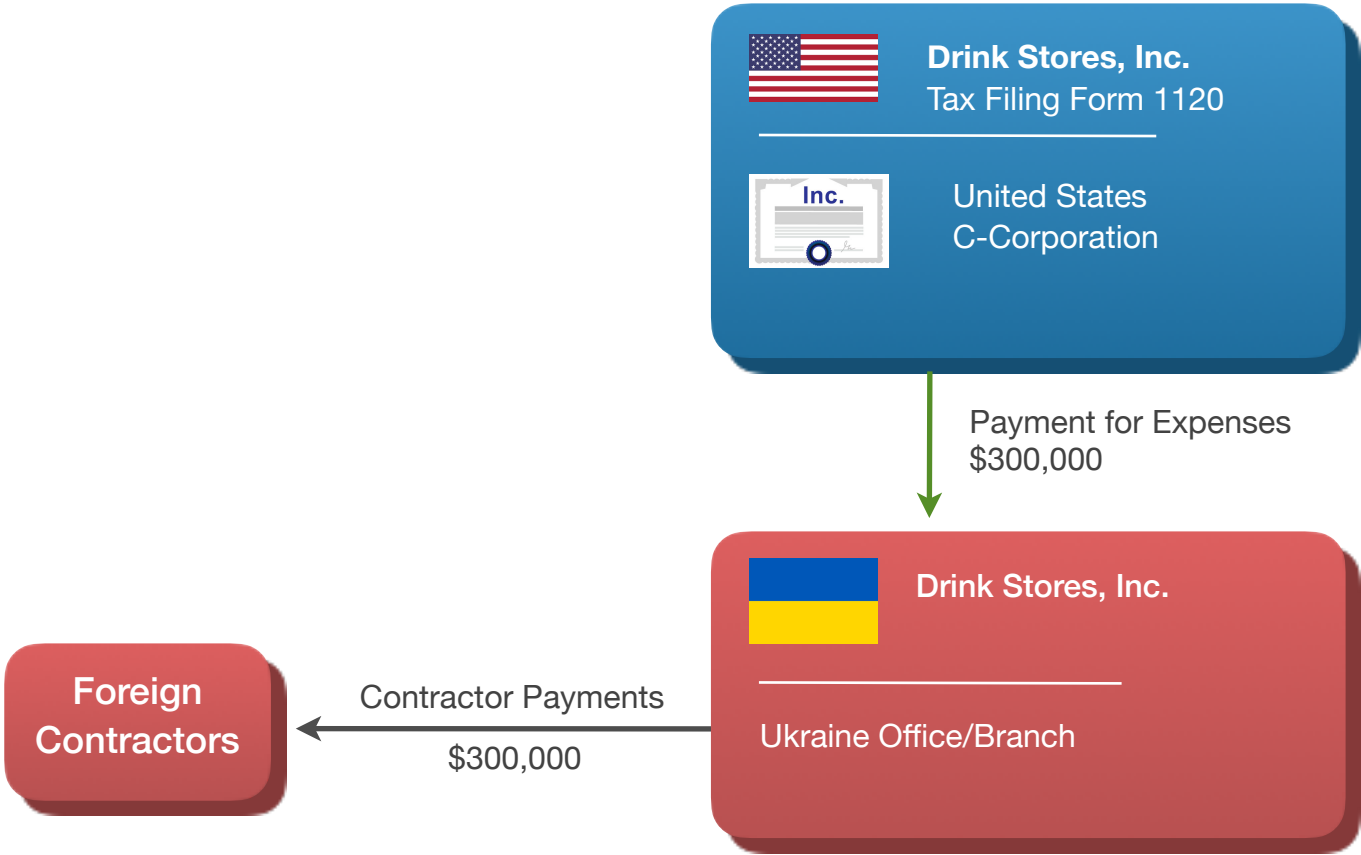 Drink Stores, Inc.
Tax Filing Form 1120
Inc.
United States
C-Corporation
Payment for Expenses
$300,000
Drink Stores, Inc.
Ukraine Office/Branch
Contractor Payments
$300,000
Foreign
Contractors